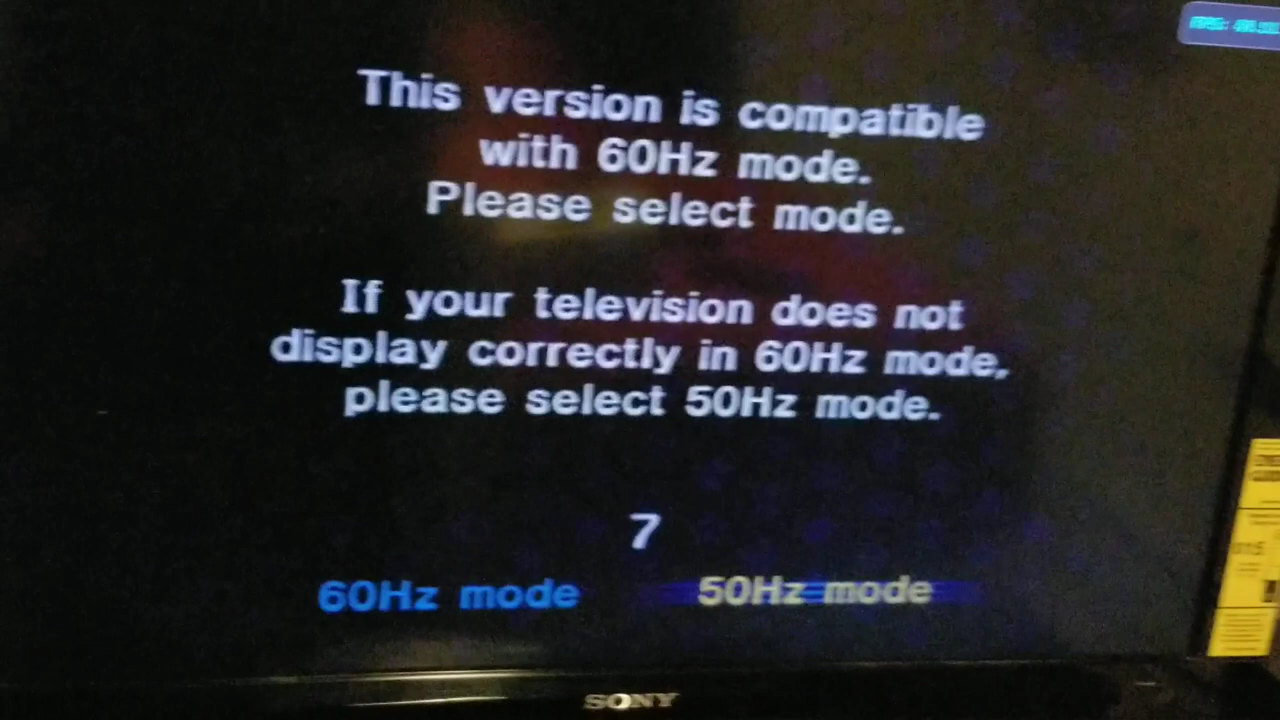 This version is compatible
with 60Hz mode.
Please select mode.
If your television does not
display correctly in 60Hz mode,
please select 50Hz mode.
7
60Hz mode 50Hz mode
SONY